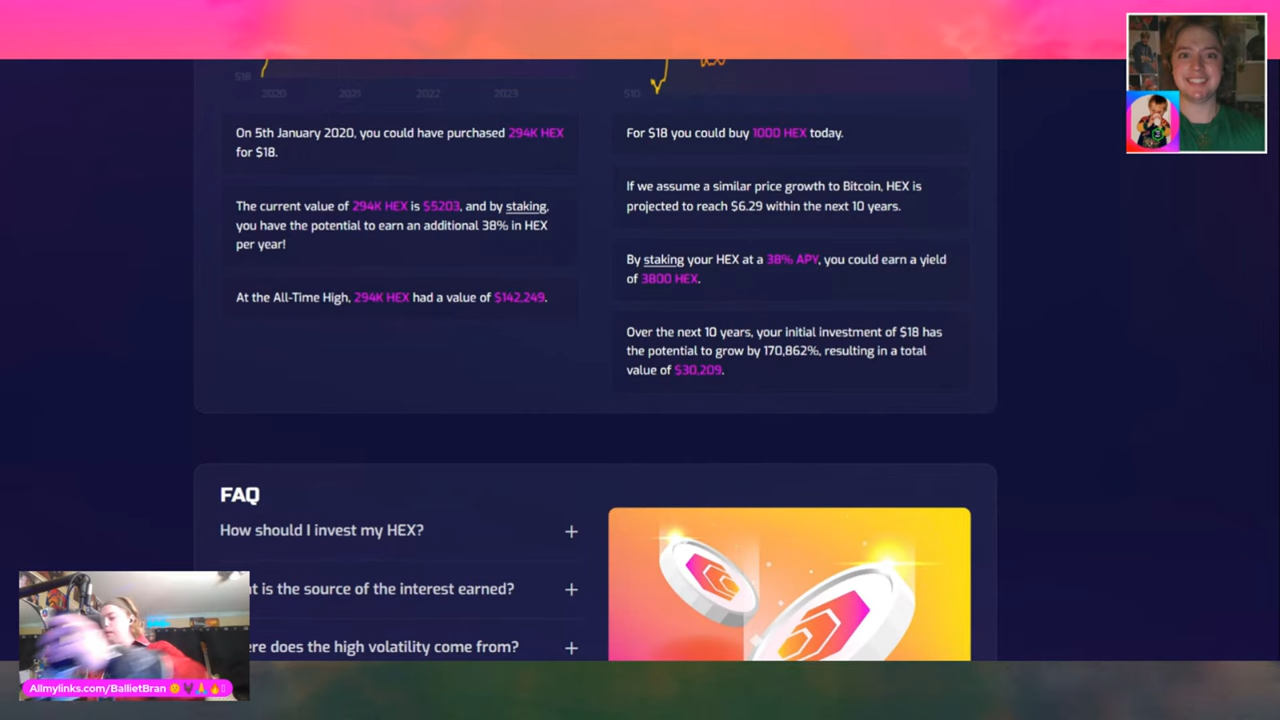 $18
2020 2021 2022 2023
$10
On 5th January 2020, you could have purchased 294K HEX
for $18.
The current value of 294K HEX is $5203, and by staking,
you have the potential to earn an additional 38% in HEX
per year!
At the All-Time High, 294K HEX had a value of $142,249.
For $18 you could buy 1000 HEX today.
If we assume a similar price growth to Bitcoin, HEX is
projected to reach $6.29 within the next 10 years.
By staking your HEX at a 38% APY, you could earn a yield
of 3800 HEX.
Over the next 10 years, your initial investment of $18 has
the potential to grow by 170,862%, resulting in a total
value of $30,209.
FAQ
How should I invest my HEX?
t is the source of the interest earned?
ere does the high volatility come from?
Allmylinks.com/BallietBran